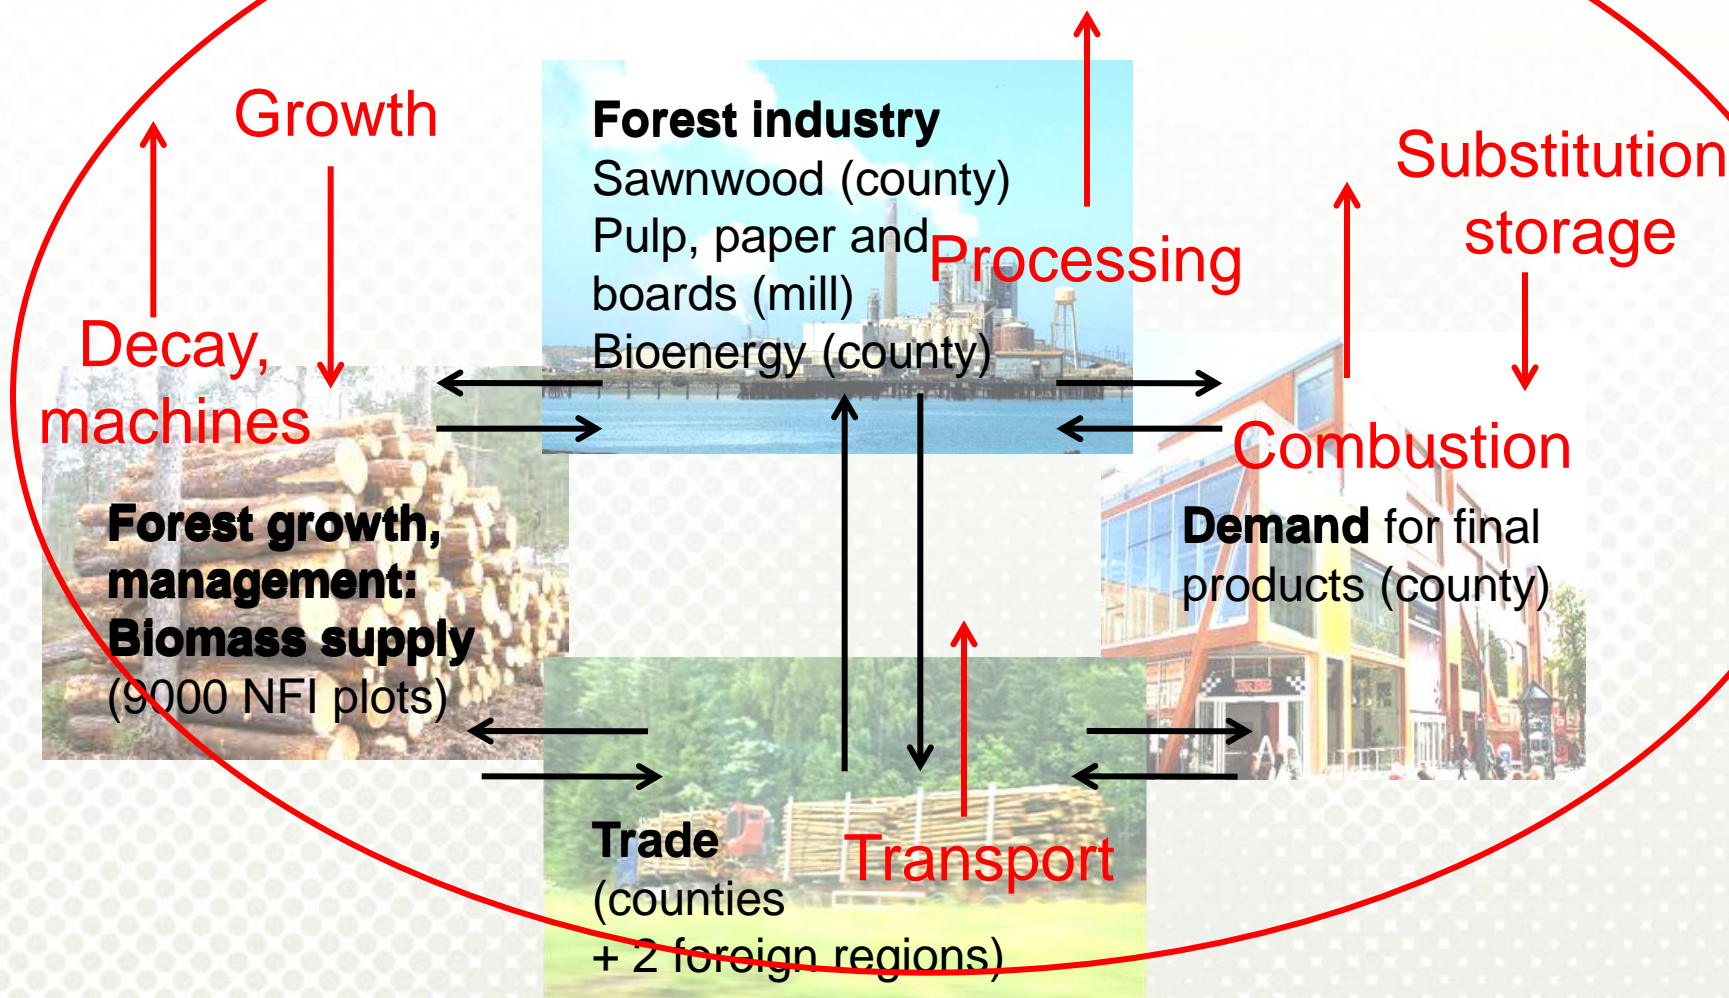 Growth
Decay,
machines
Forest industry
Sawnwood (county)
Pulp, paper and
boards (mill)
Bioenergy (county)
Processing
Substitution
storage
Combustion
Forest growth,
management:
Biomass supply
(9000 NFI plots)
Demand for final
products (county)
Trade
(counties
+ 2 foreign regions)
Transport